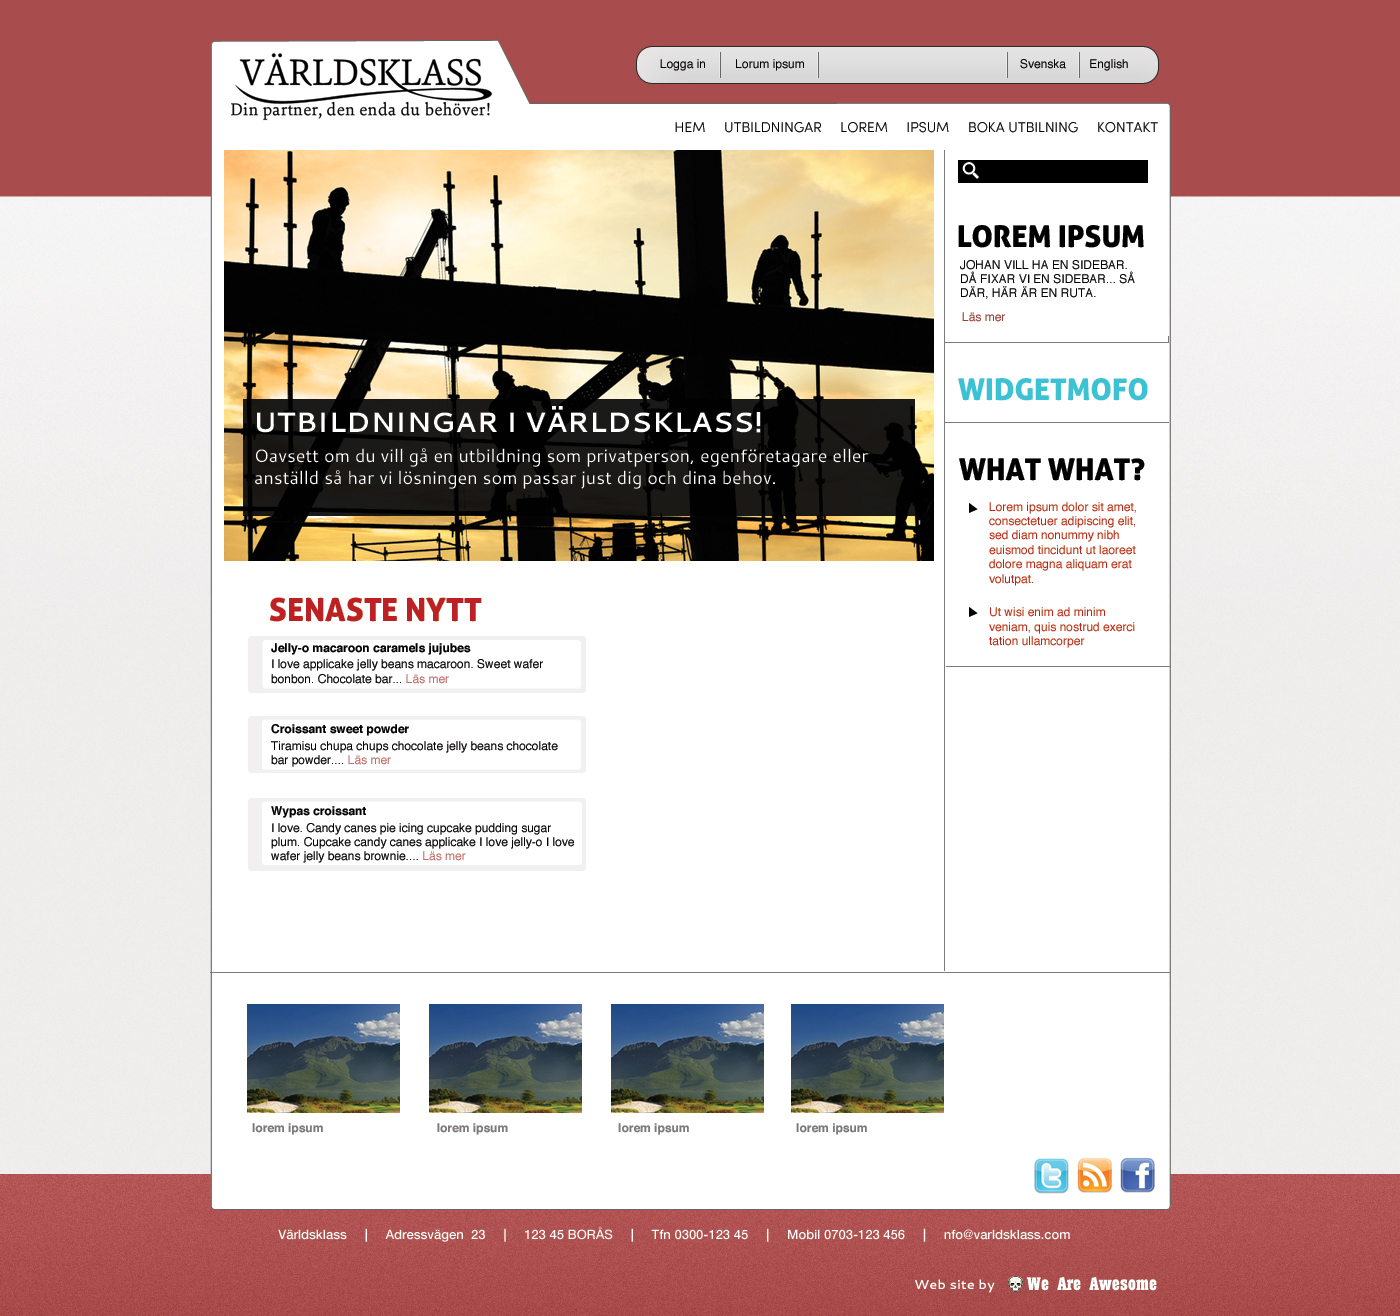 VÄRLDSKLASS
Din partner, den enda du behöver!
Logga in
Lorum ipsum
Svenska
English
HEM UTBILDNINGAR LOREM IPSUM BOKA UTBILNING KONTAKT
UTBILDNINGAR I VÄRLDSKLASS!
Oavsett om du vill gå en utbildning som privatperson, egenföretagare eller
anställd så har vi lösningen som passar just dig och dina behov.
LOREM IPSUM
JOHAN VILL HA EN SIDEBAR.
DÅ FIXAR VI EN SIDEBAR... SÅ
DÄR, HÄR ÄR EN RUTA.
Läs mer
WIDGETMOFO
WHAT WHAT?
Lorem ipsum dolor sit amet,
consectetuer adipiscing elit,
sed diam nonummy nibh
euismod tincidunt ut laoreet
dolore magna aliquam erat
volutpat.
Ut wisi enim ad minim
veniam, quis nostrud exerci
tation ullamcorper
SENASTE NYTT
Jelly-o macaroon caramels jujubes
I love applicake jelly beans macaroon. Sweet wafer
bonbon. Chocolate bar... Läs mer
Croissant sweet powder
Tiramisu chupa chups chocolate jelly beans chocolate
bar powder.... Läs mer
Wypas croissant
I love. Candy canes pie icing cupcake pudding sugar
plum. Cupcake candy canes applicake I love jelly-o I love
wafer jelly beans brownie.... Läs mer
lorem ipsum
lorem ipsum
lorem ipsum
lorem ipsum
Världsklass | Adressvägen 23 | 123 45 BORÅS | Tfn 0300-123 45 | Mobil 0703-123 456 | nfo@varldsklass.com
Web site by We Are Awesome